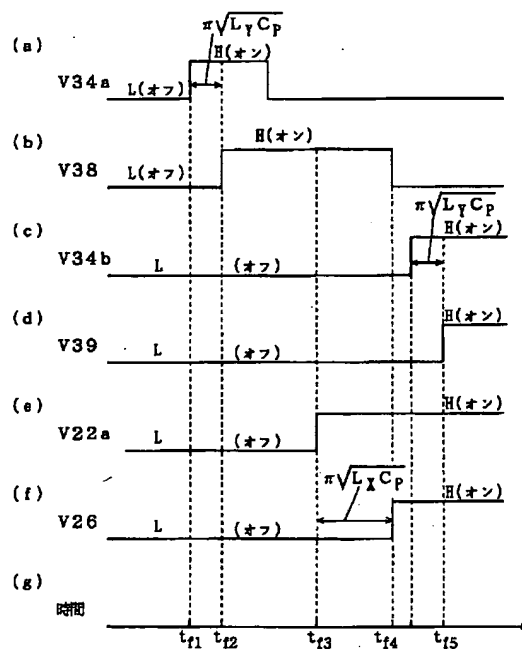 π√LYCP
(a)
H(オン)
V34a
L(オフ)
(b)
H(オン)
V38
L(オフ)
π√LYCP
(c)
H(オン)
V34b
L
(オフ)
(d)
H(オン)
V39
L
(オフ)
(e)
H(オン)
V22a
L
(オフ)
π√LXCP
(f)
H(オン)
V26
L
(オフ)
(g)
時間
tf1 tf2 tf3 tf4 tf5